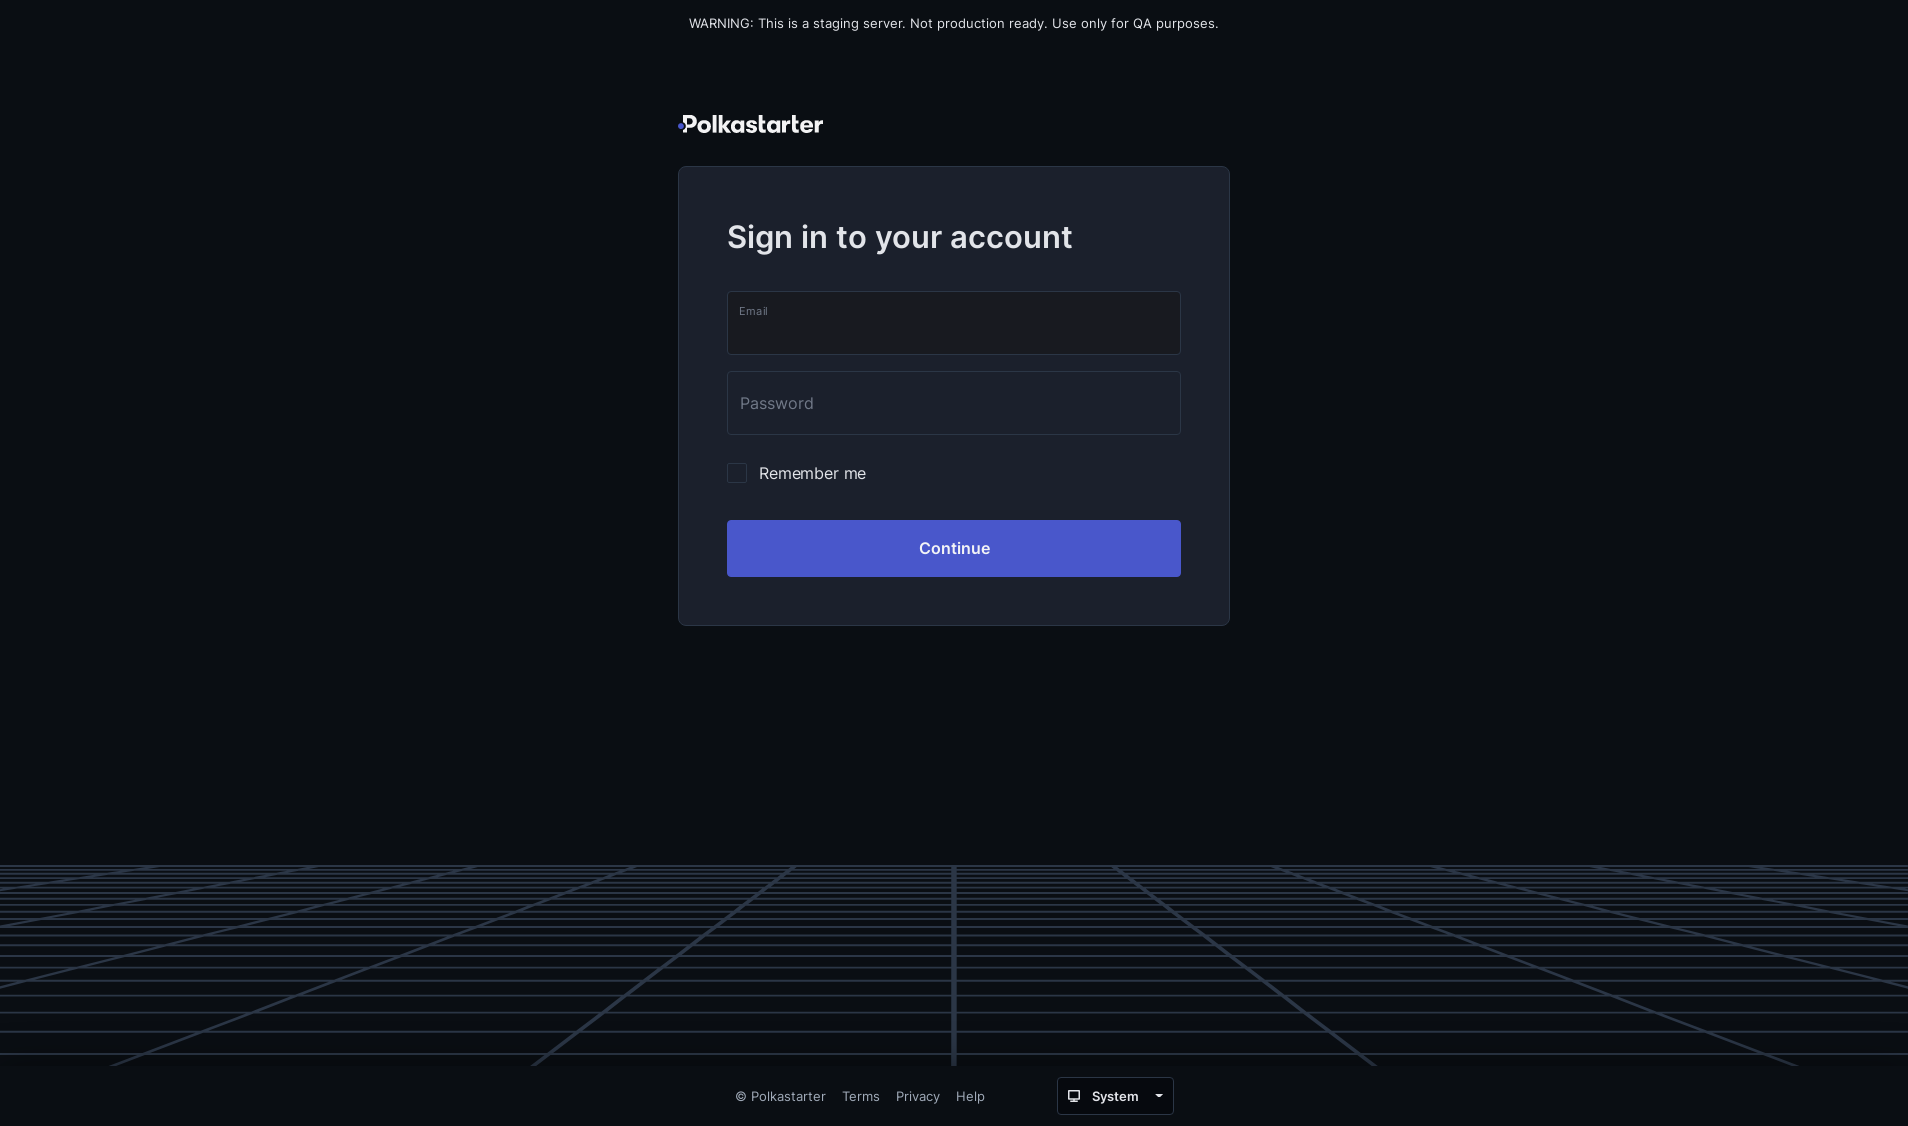 WARNING: This is a staging server. Not production ready. Use only for QA purposes.
Polkastarter
Sign in to your account
Email
Password
Remember me
Continue
© Polkastarter Terms Privacy Help System